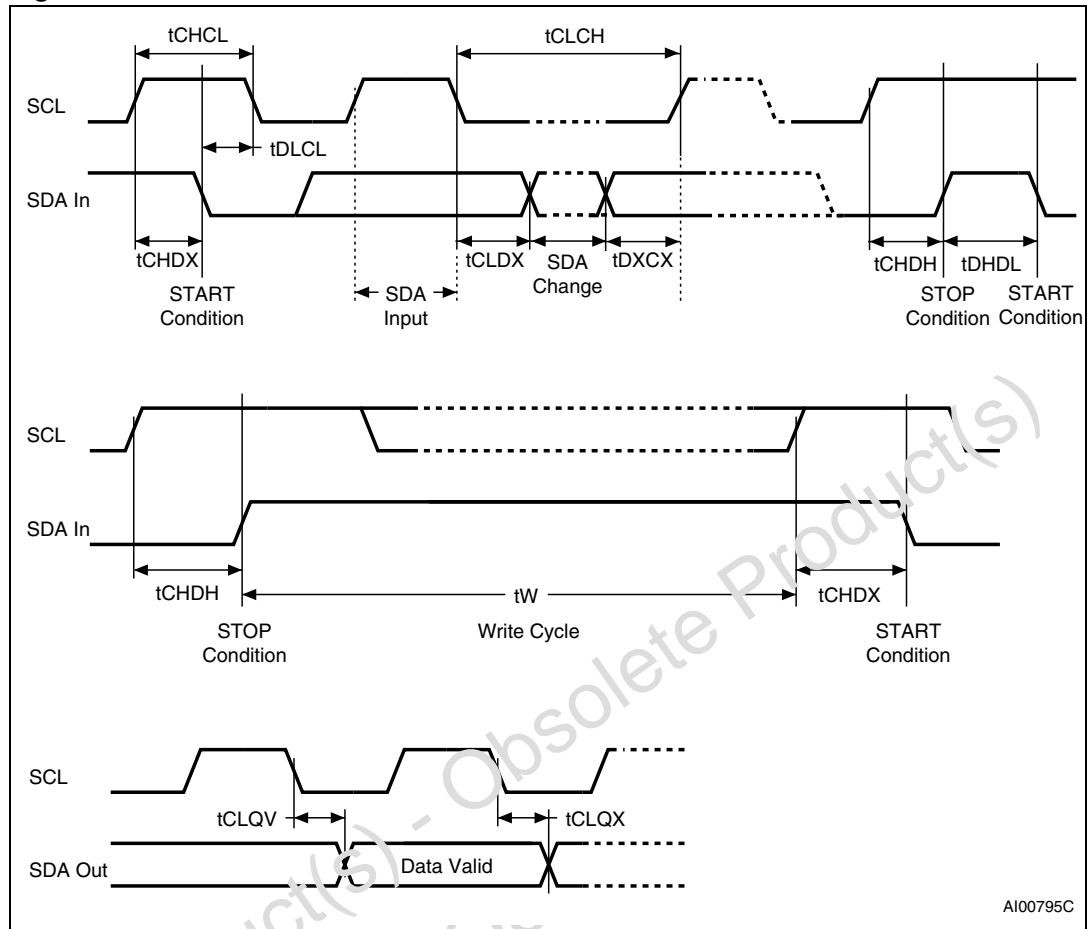 tCHCL
tCLCH
SCL
tDLCL
SDA In
tCHDX
tCLDX
SDA
Change
tDXCX
tCHDH
tDHDL
START
Condition
SDA
Input
STOP
Condition
START
Condition
SCL
SDA In
tCHDH
tW
tCHDX
STOP
Condition
Write Cycle
START
Condition
SCL
tCLQV
tCLQX
SDA Out
Data Valid
AI00795C
uct(s) - Obsolete Product(s)